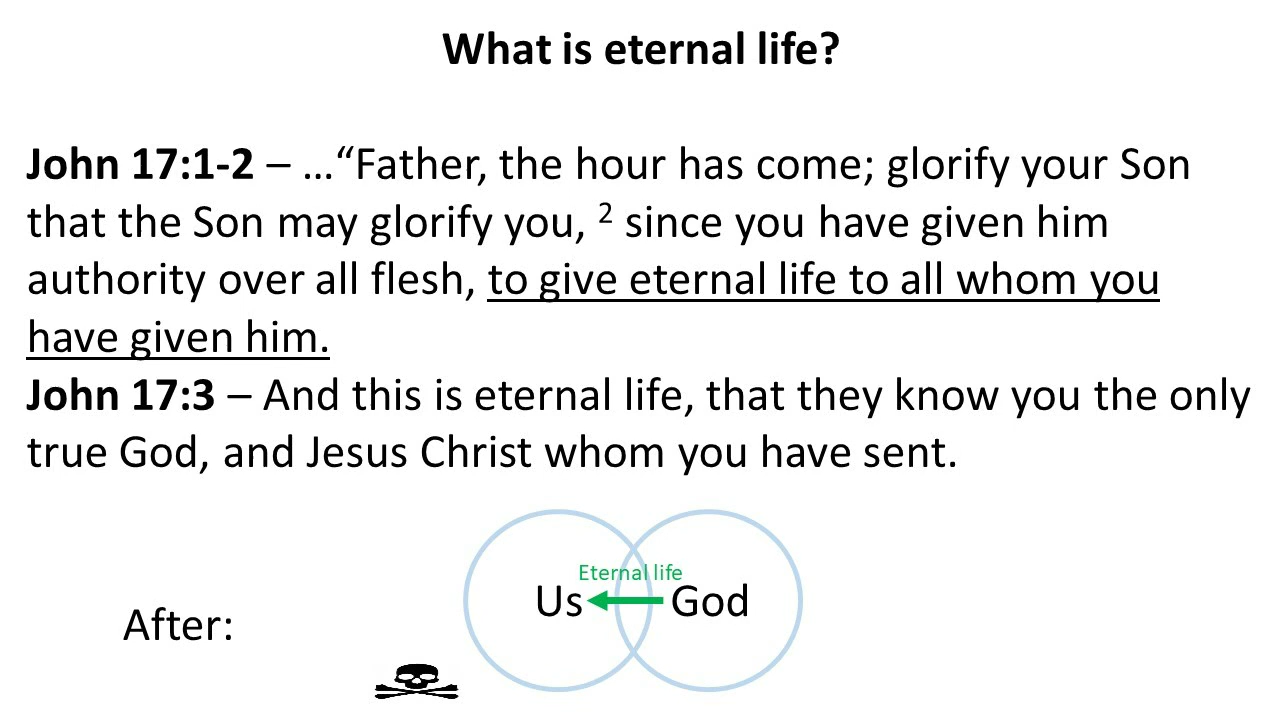 What is eternal life?
John 17:1-2 – …“Father, the hour has come; glorify your Son
that the Son may glorify you, ² since you have given him
authority over all flesh, to give eternal life to all whom you
have given him.
John 17:3 – And this is eternal life, that they know you the only
true God, and Jesus Christ whom you have sent.
Eternal life
Us God
After: